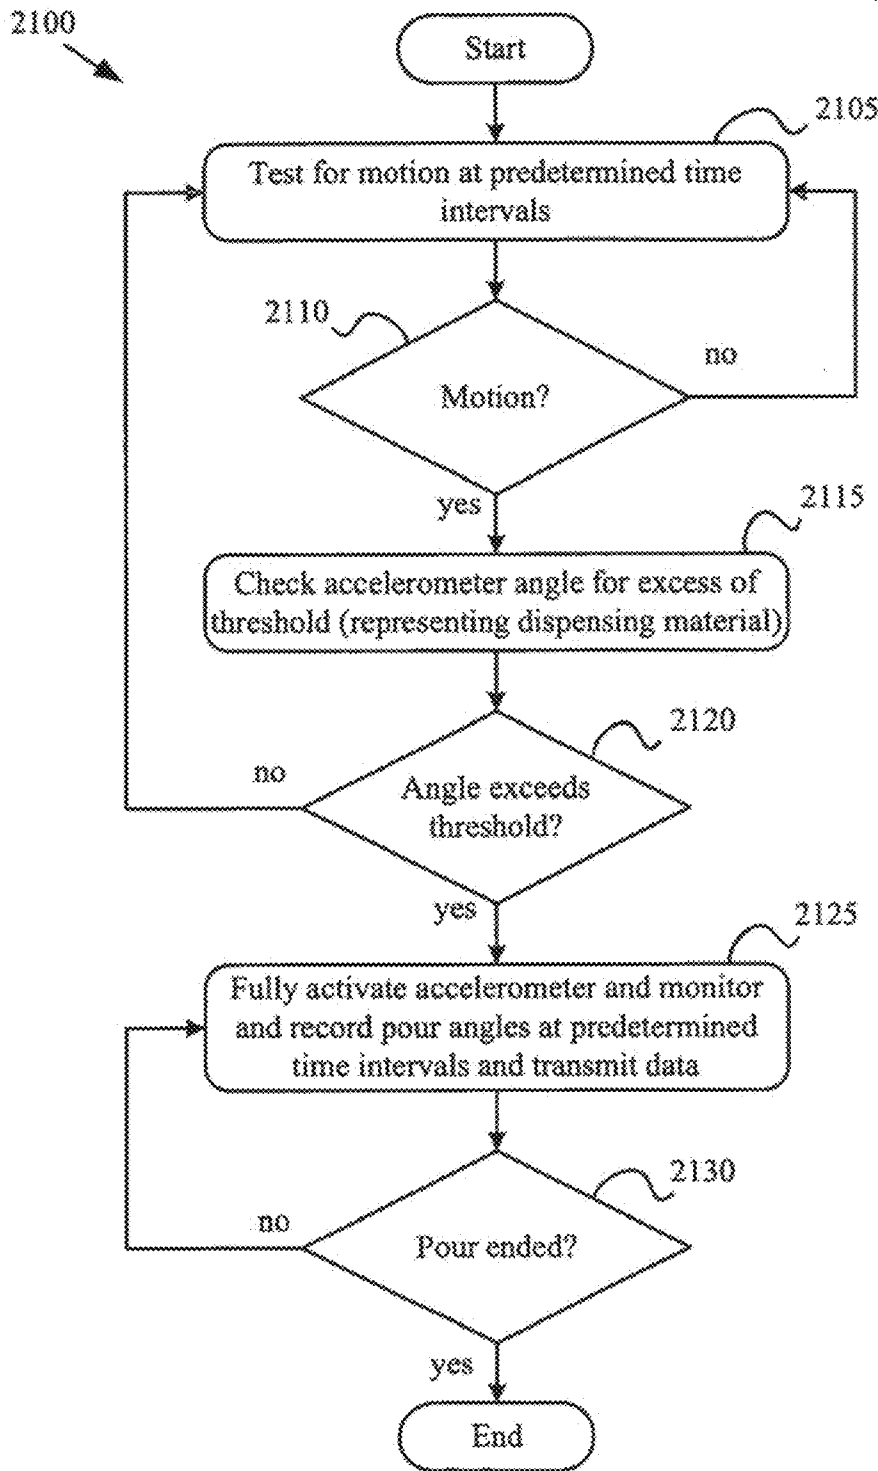 2100
Start
2105
Test for motion at predetermined time
intervals
2110
no
Motion?
yes
2115
Check accelerometer angle for excess of
threshold (representing dispensing material)
2120
no
Angle exceeds
threshold?
yes
2125
Fully activate accelerometer and monitor
and record pour angles at predetermined
time intervals and transmit data
2130
no
Pour ended?
yes
End